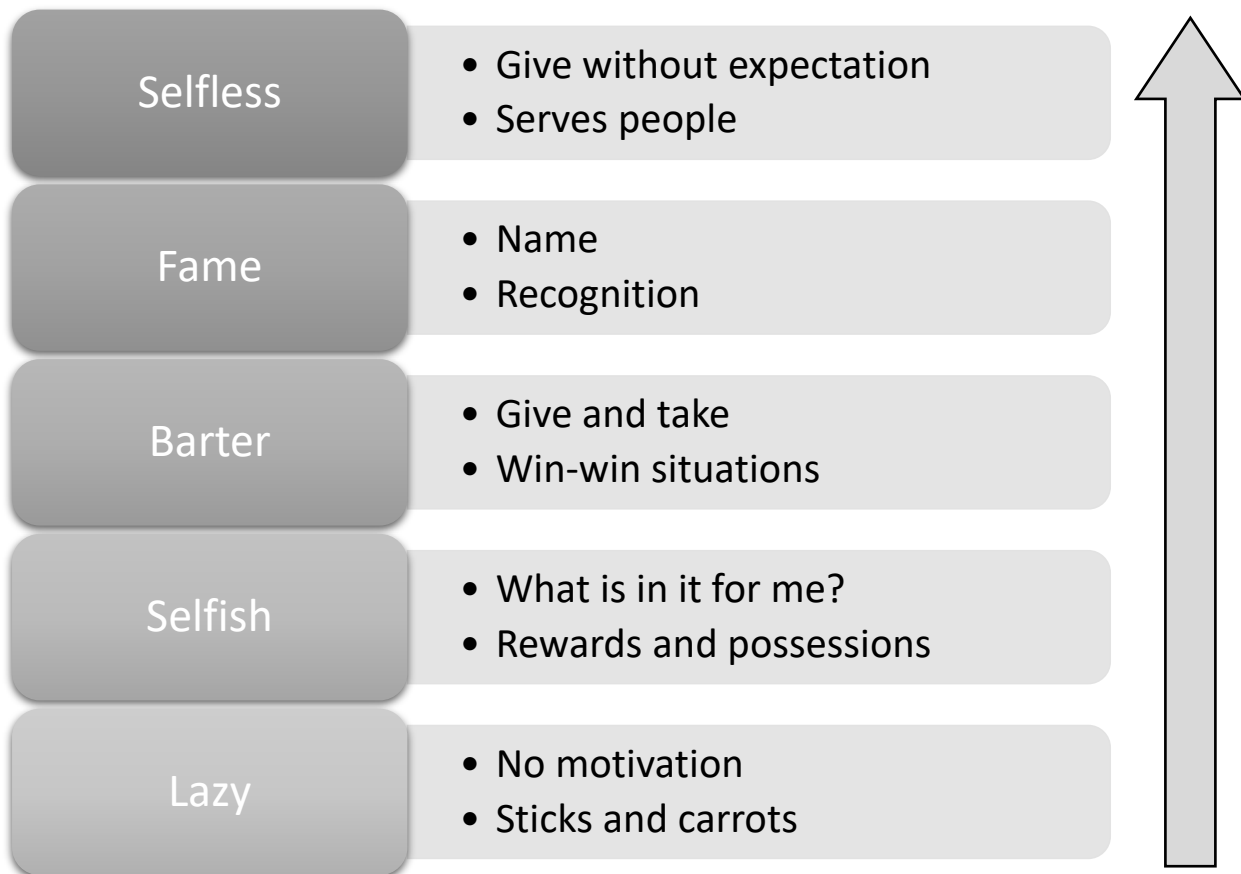 Selfless
• Give without expectation
• Serves people
Fame
• Name
• Recognition
Barter
• Give and take
• Win-win situations
Selfish
• What is in it for me?
• Rewards and possessions
Lazy
• No motivation
• Sticks and carrots